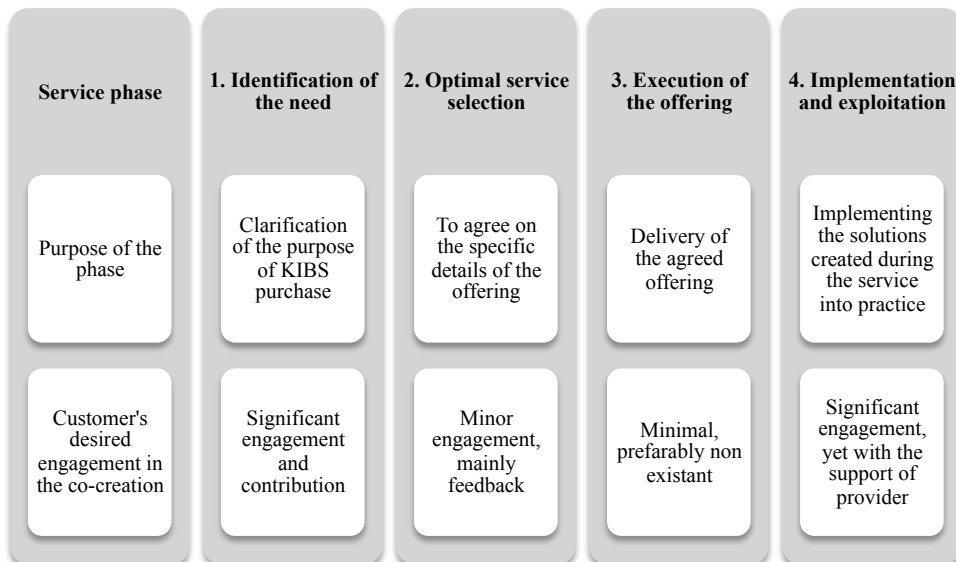 Service phase
Purpose of the
phase
Customer's
desired
engagement in
the co-creation
1. Identification of
the need
Clarification
of the purpose
of KIBS
purchase
Significant
engagement
and
contribution
2. Optimal service
selection
To agree on
the specific
details of the
offering
Minor
engagement,
mainly
feedback
3. Execution of
the offering
Delivery of
the agreed
offering
Minimal,
prefarably non
existant
4. Implementation
and exploitation
Implementing
the solutions
created during
the service
into practice
Significant
engagement,
yet with the
support of
provider